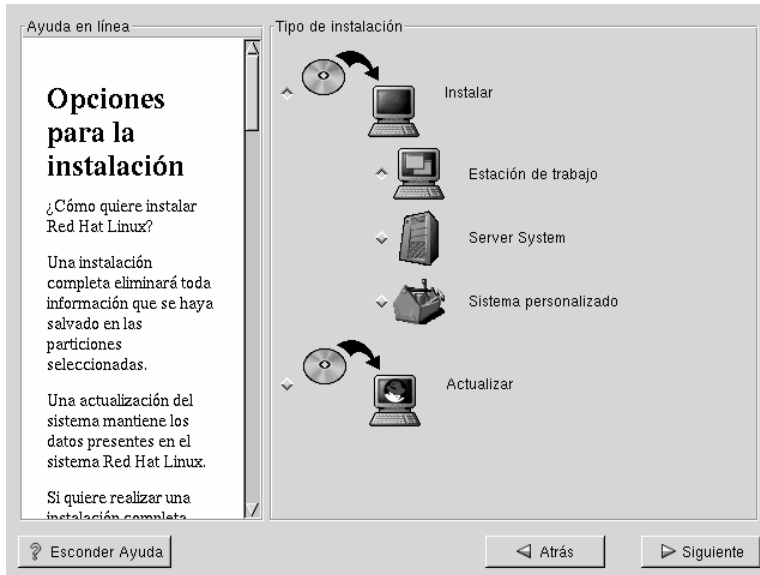 Ayuda en línea
Opciones
para la
instalación
¿Cómo quiere instalar
Red Hat Linux?
Una instalación
completa eliminará toda
información que se haya
salvado en las
particiones
seleccionadas.
Una actualización del
sistema mantiene los
datos presentes en el
sistema Red Hat Linux.
Si quiere realizar una
instalación completa
Tipo de instalación
Instalar
Estación de trabajo
Server System
Sistema personalizado
Actualizar
Esconder Ayuda
Atrás
Siguiente